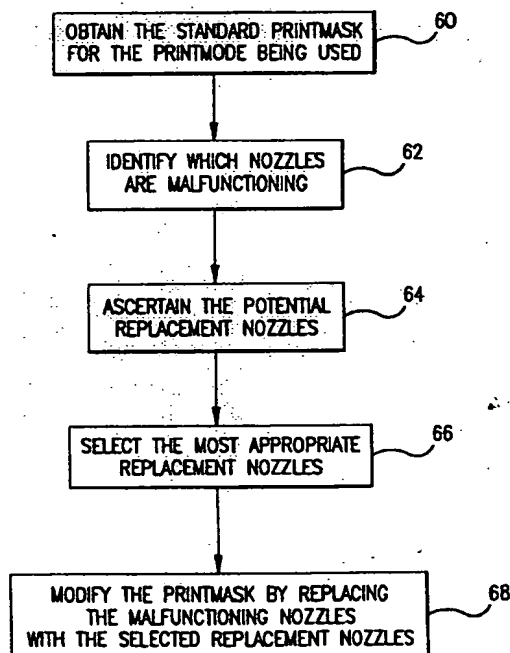 OBTAIN THE STANDARD PRINTMASK
FOR THE PRINTMODE BEING USED
60
IDENTIFY WHICH NOZZLES
ARE MALFUNCTIONING
62
ASCERTAIN THE POTENTIAL
REPLACEMENT NOZZLES
64
SELECT THE MOST APPROPRIATE
REPLACEMENT NOZZLES
66
MODIFY THE PRINTMASK BY REPLACING
THE MALFUNCTIONING NOZZLES
WITH THE SELECTED REPLACEMENT NOZZLES
68